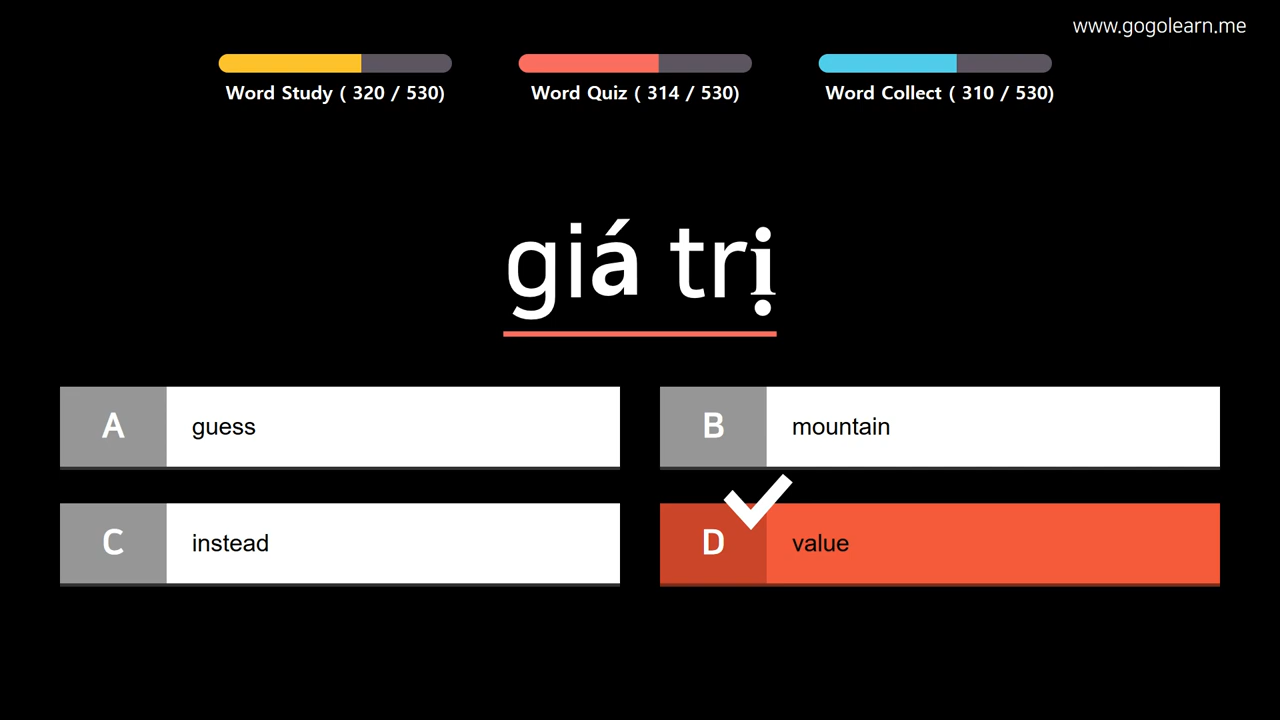 www.gogolearn.me
Word Study ( 320 / 530)
Word Quiz ( 314 / 530)
Word Collect ( 310 / 530)
giá trị
A guess
B mountain
C instead
D value